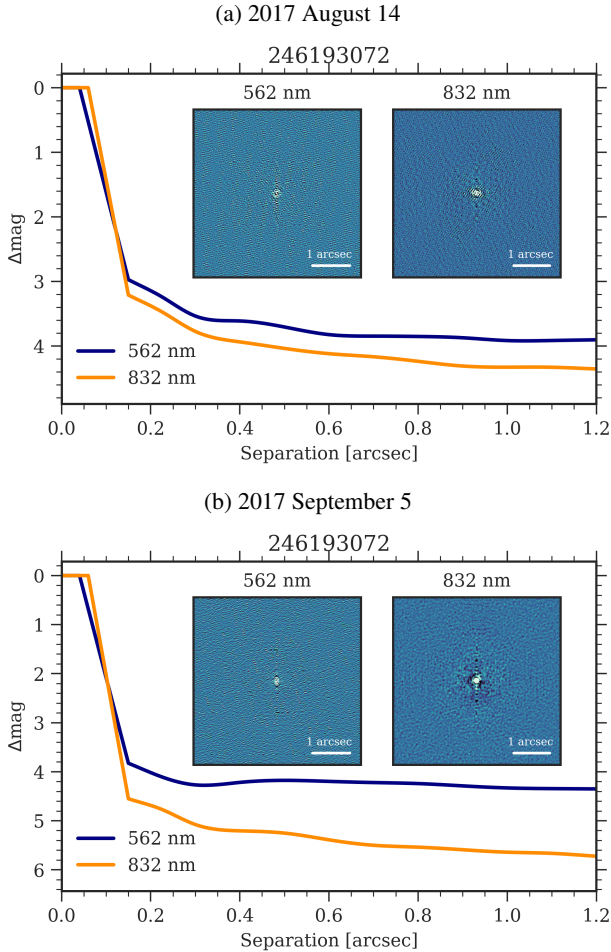 (a) 2017 August 14
246193072
562 nm
832 nm
0
1
2
3
4
Δmag
1 arcsec
1 arcsec
562 nm
832 nm
0.0
0.2
0.4
0.6
0.8
1.0
1.2
Separation [arcsec]
(b) 2017 September 5
246193072
562 nm
832 nm
0
1
2
3
4
5
6
Δmag
1 arcsec
1 arcsec
562 nm
832 nm
0.0
0.2
0.4
0.6
0.8
1.0
1.2
Separation [arcsec]